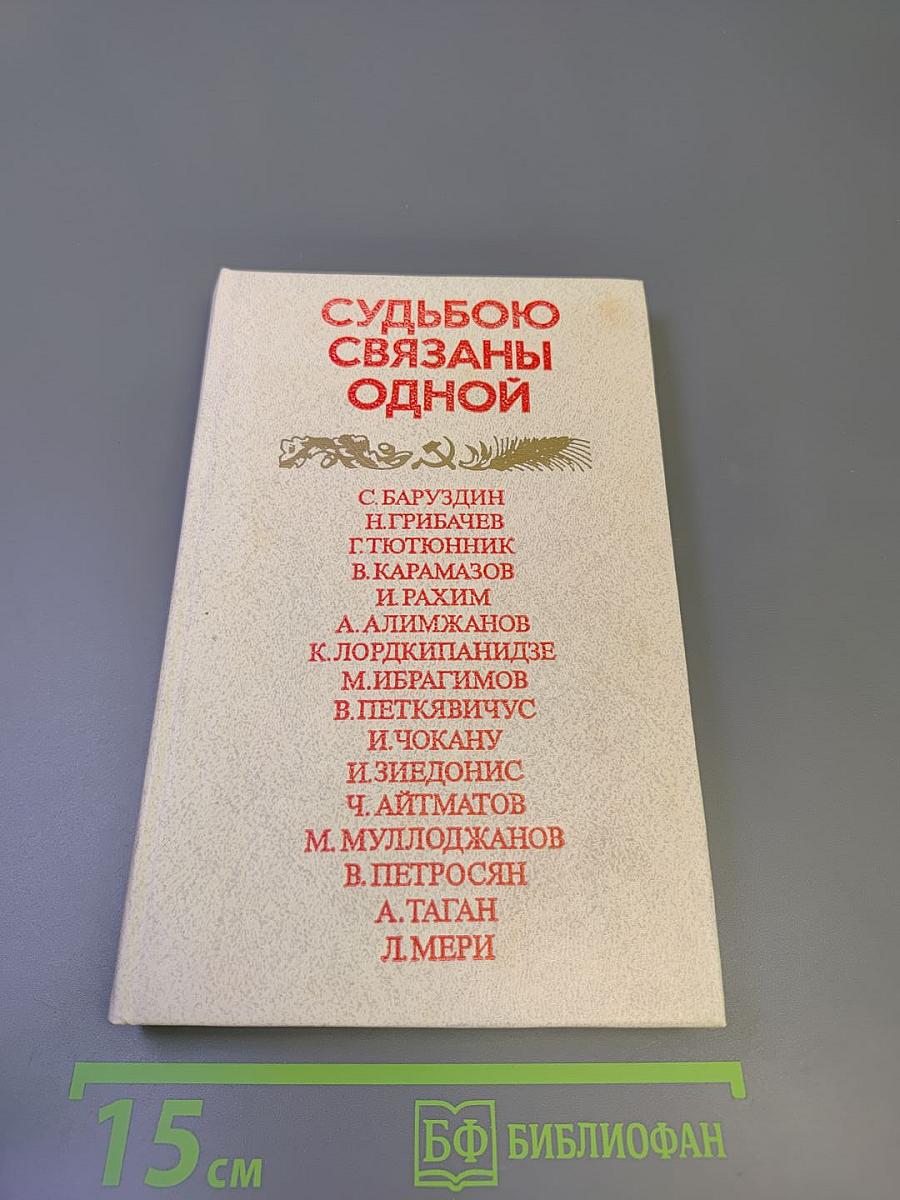 СУДЬБОЮ
СВЯЗАНЫ
ОДНОЙ
С. БАРУЗДИН
Н. ГРИБАЧЕВ
Г. ТЮТЮННИК
В. КАРАМАЗОВ
И. РАХИМ
А. АЛИМЖАНОВ
К. ЛОРДКИПАНИДЗЕ
М. ИБРАГИМОВ
В. ПЕТКЯВИЧУС
И. ЧОКАНУ
И. ЗИЕДОНИС
Ч. АЙТМАТОВ
М. МУЛЛОДЖАНОВ
В. ПЕТРОСЯН
А. ТАГАН
Л. МЕРИ
15 см
БФ БИБЛИОФАН